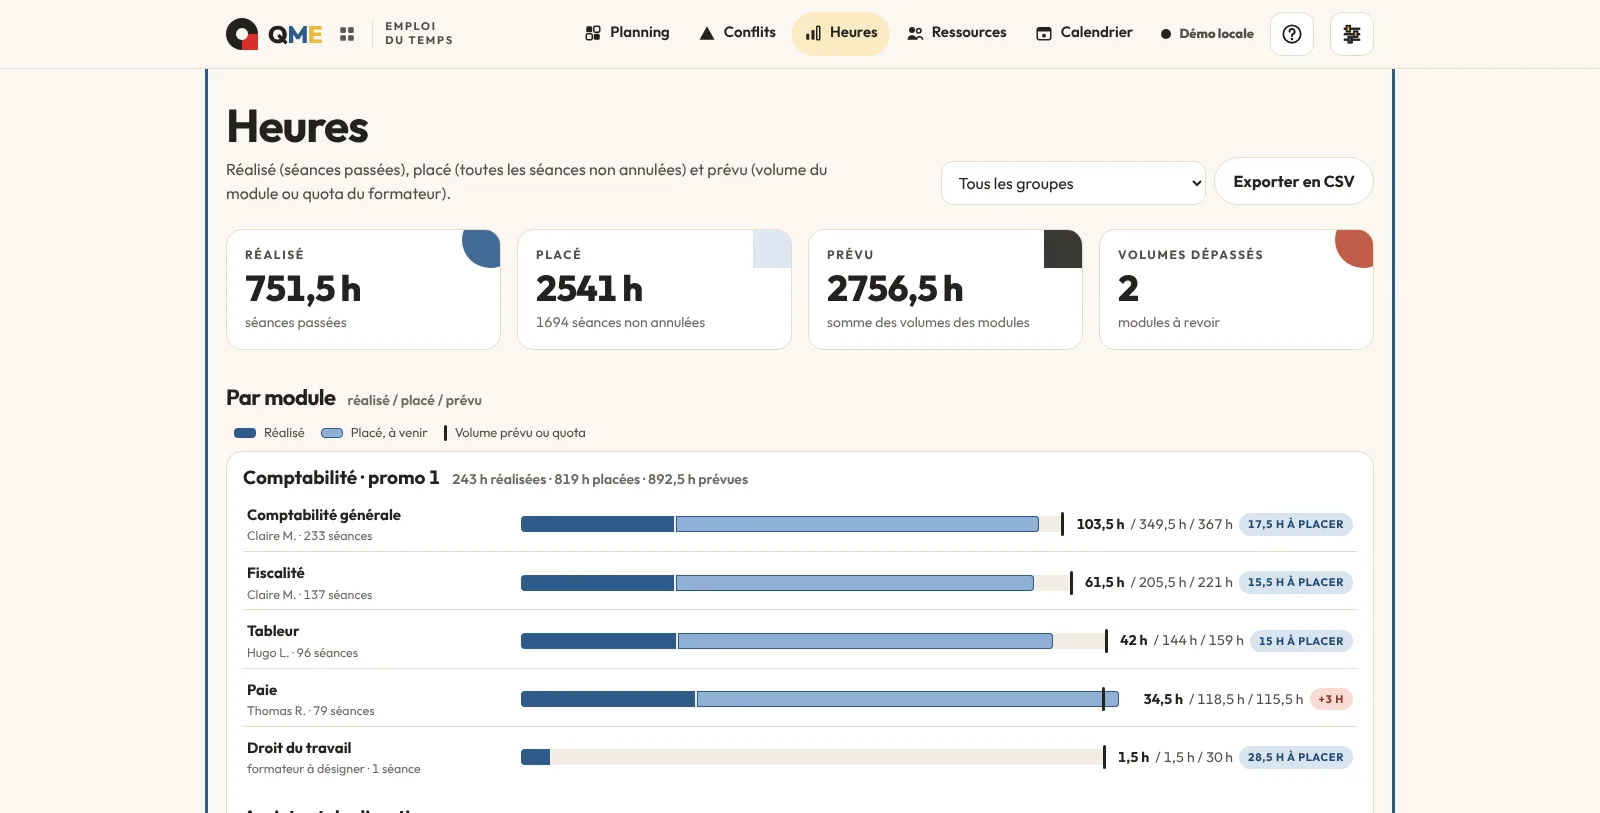 QME
EMPLOI
DU TEMPS
Planning
Conflits
Heures
Ressources
Calendrier
Démo locale
Heures
Réalisé (séances passées), placé (toutes les séances non annulées) et prévu (volume du
module ou quota du formateur).
Tous les groupes
Exporter en CSV
RÉALISÉ
751,5 h
séances passées
PLACÉ
2541 h
1694 séances non annulées
PRÉVU
2756,5 h
somme des volumes des modules
VOLUMES DÉPASSÉS
2
modules à revoir
Par module réalisé / placé / prévu
Réalisé Placé, à venir Volume prévu ou quota
Comptabilité · promo 1 243 h réalisées · 819 h placées · 892,5 h prévues
Comptabilité générale
Claire M. · 233 séances
103,5 h / 349,5 h / 367 h 17,5 H À PLACER
Fiscalité
Claire M. · 137 séances
61,5 h / 205,5 h / 221 h 15,5 H À PLACER
Tableur
Hugo L. · 96 séances
42 h / 144 h / 159 h 15 H À PLACER
Paie
Thomas R. · 79 séances
34,5 h / 118,5 h / 115,5 h +3 H
Droit du travail
formateur à désigner · 1 séance
1,5 h / 1,5 h / 30 h 28,5 H À PLACER